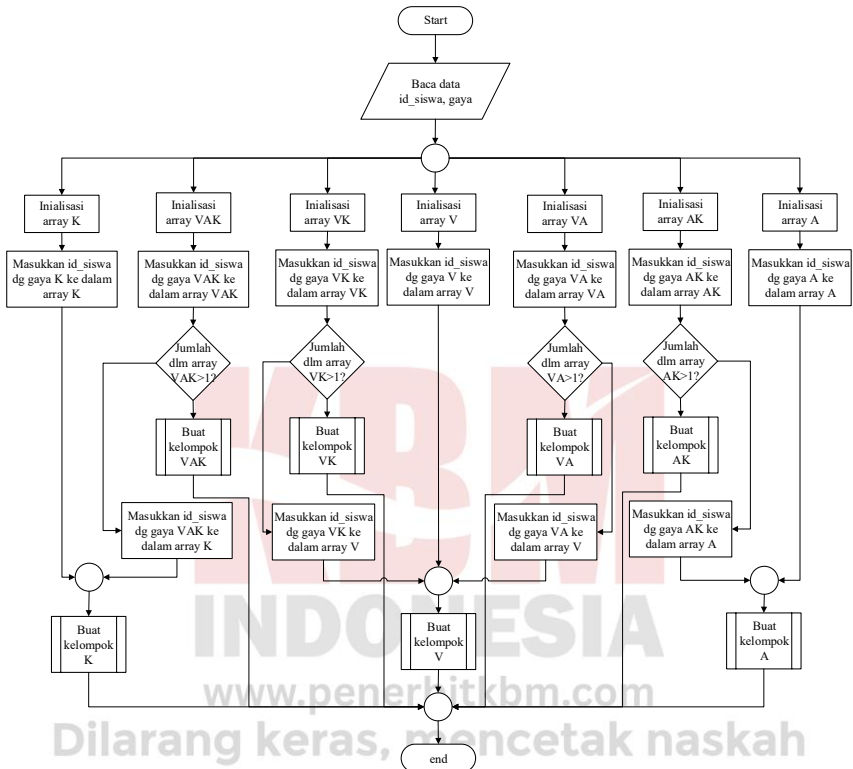 Start
Baca data
id_siswa, gaya
Inialisasi
array K
Inialisasi
array VAK
Inialisasi
array VK
Inialisasi
array V
Inialisasi
array VA
Inialisasi
array AK
Inialisasi
array A
Masukkan id_siswa
dg gaya K ke dalam
array K
Masukkan id_siswa
dg gaya VAK ke
dalam array VAK
Masukkan id_siswa
dg gaya VK ke
dalam array VK
Masukkan id_siswa
dg gaya V ke
dalam array V
Masukkan id_siswa
dg gaya VA ke
dalam array VA
Masukkan id_siswa
dg gaya AK ke
dalam array AK
Masukkan id_siswa
dg gaya A ke
dalam array A
Jumlah
dlm array
VAK>1?
Jumlah
dlm array
VK>1?
Jumlah
dlm array
VA>1?
Jumlah
dlm array
AK>1?
Buat
kelompok
VAK
Buat
kelompok
VK
Buat
kelompok
VA
Buat
kelompok
AK
Masukkan id_siswa
dg gaya VAK ke
dalam array K
Masukkan id_siswa
dg gaya VK ke
dalam array V
Masukkan id_siswa
dg gaya VA ke
dalam array V
Masukkan id_siswa
dg gaya AK ke
dalam array A
Buat
kelompok
K
Buat
kelompok
V
Buat
kelompok
A
end
KBM
INDONESIA
www.penerbitkbm.com
Dilarang keras, mencetak naskah